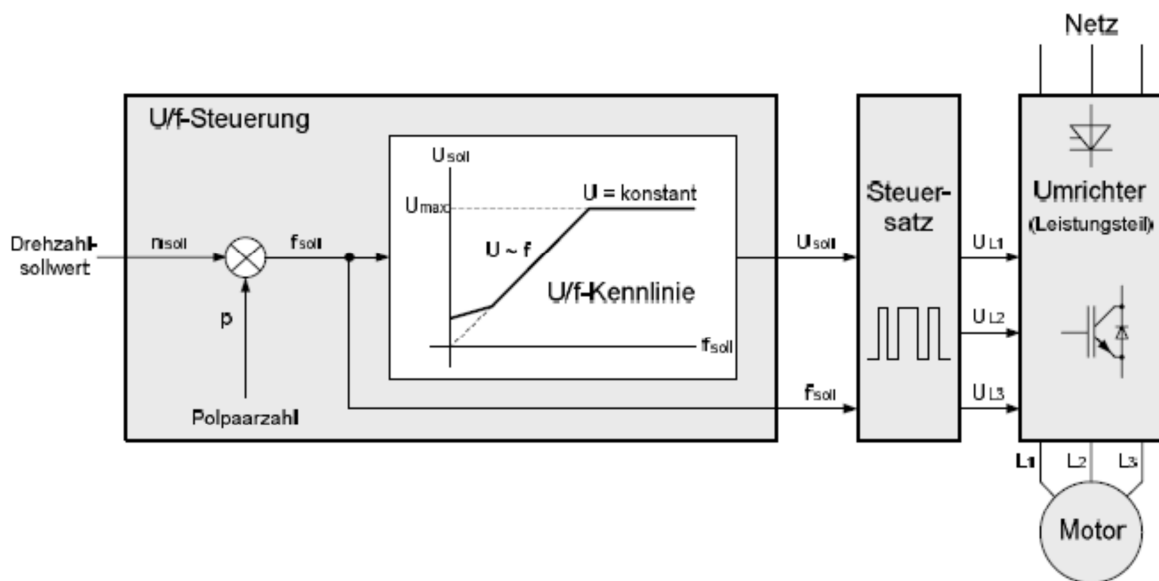 Netz
U/f-Steuerung
Usoll
Umax
U = konstant
U ~ f
U/f-Kennlinie
fsoll
Drehzahl-
sollwert
nsoll
fsoll
p
Polpaarzahl
Usoll
fsoll
Steuer-
satz
UL1
UL2
UL3
Umrichter
(Leistungsteil)
L1 L2 L3
Motor